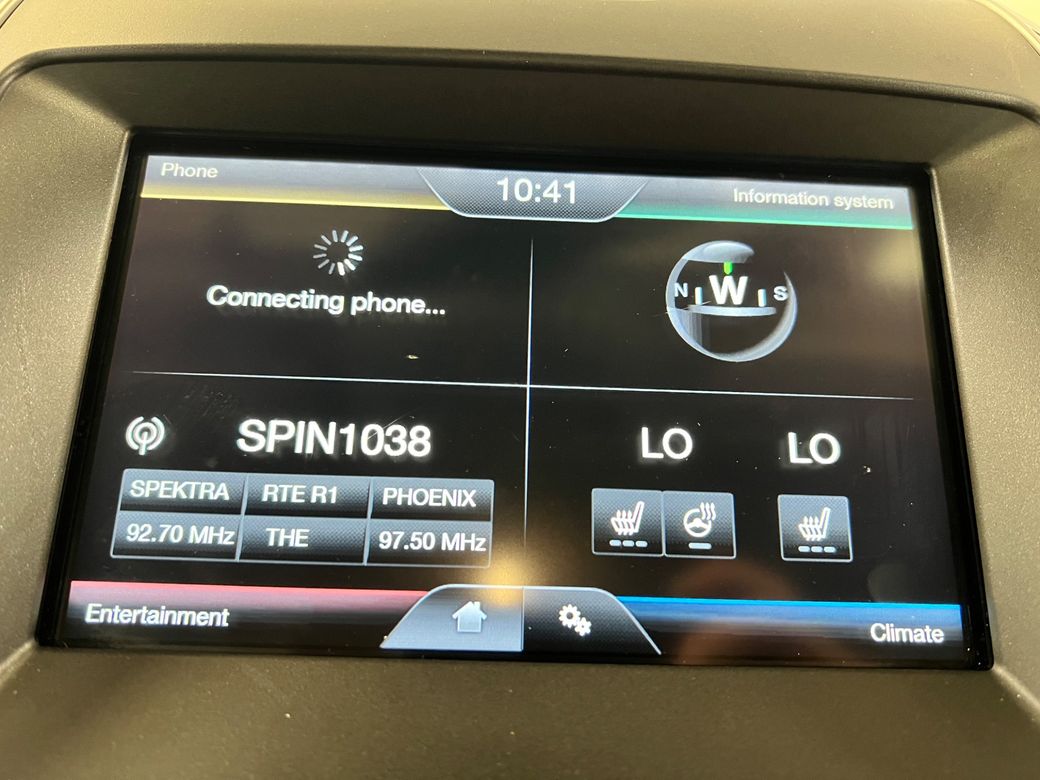 Phone
10:41
Information system
Connecting phone...
N W S
SPIN1038
SPEKTRA RTE R1 PHOENIX
92.70 MHz THE 97.50 MHz
LO LO
Entertainment
Climate